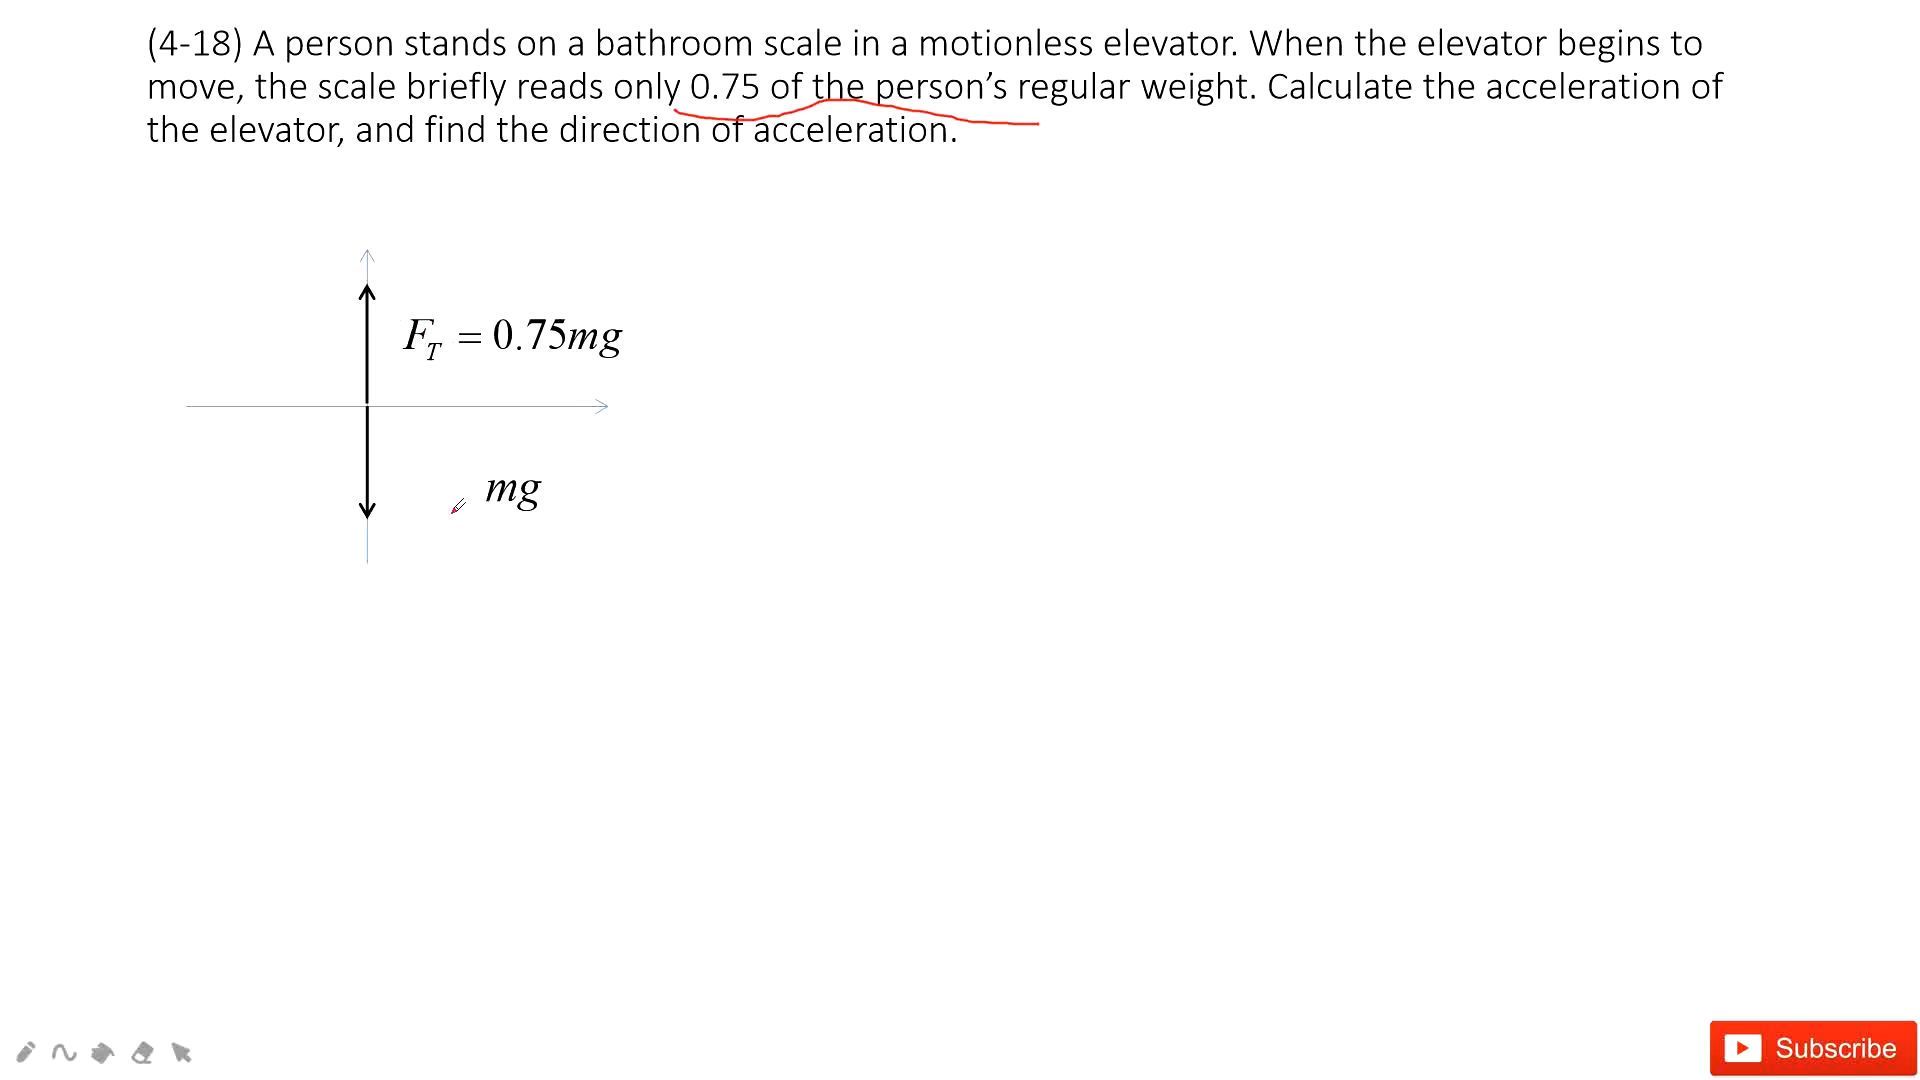 (4-18) A person stands on a bathroom scale in a motionless elevator. When the elevator begins to
move, the scale briefly reads only 0.75 of the person’s regular weight. Calculate the acceleration of
the elevator, and find the direction of acceleration.
F_T = 0.75mg
mg
Subscribe